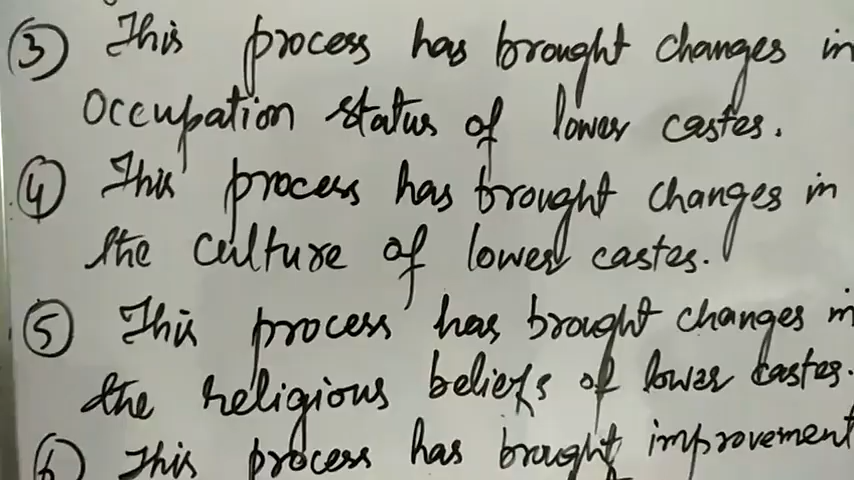 ③ This process has brought changes in
Occupation status of lower castes.
④ This process has brought changes in
the culture of lower castes.
⑤ This process has brought changes in
the religious beliefs of lower castes.
⑥ This process has brought improvement